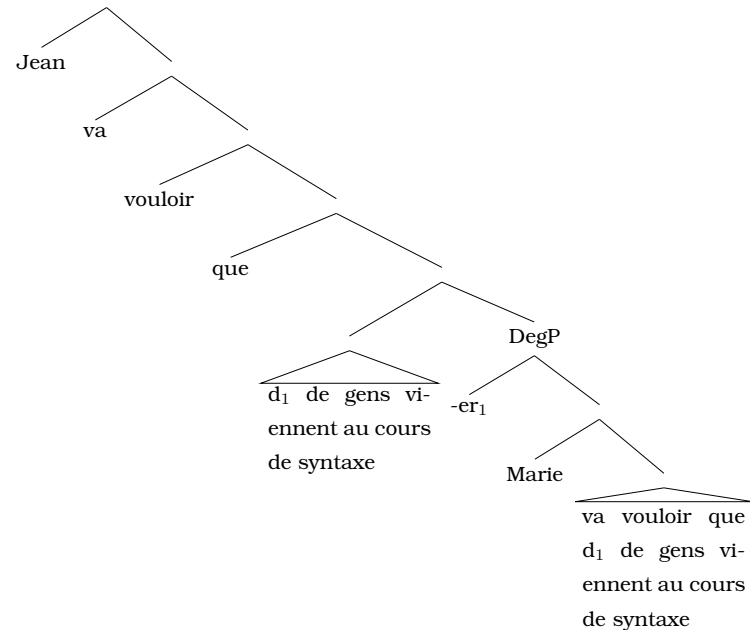 Jean
va
vouloir
que
DegP
d₁ de gens vi-
ennent au cours
de syntaxe
-er₁
Marie
va vouloir que
d₁ de gens vi-
ennent au cours
de syntaxe